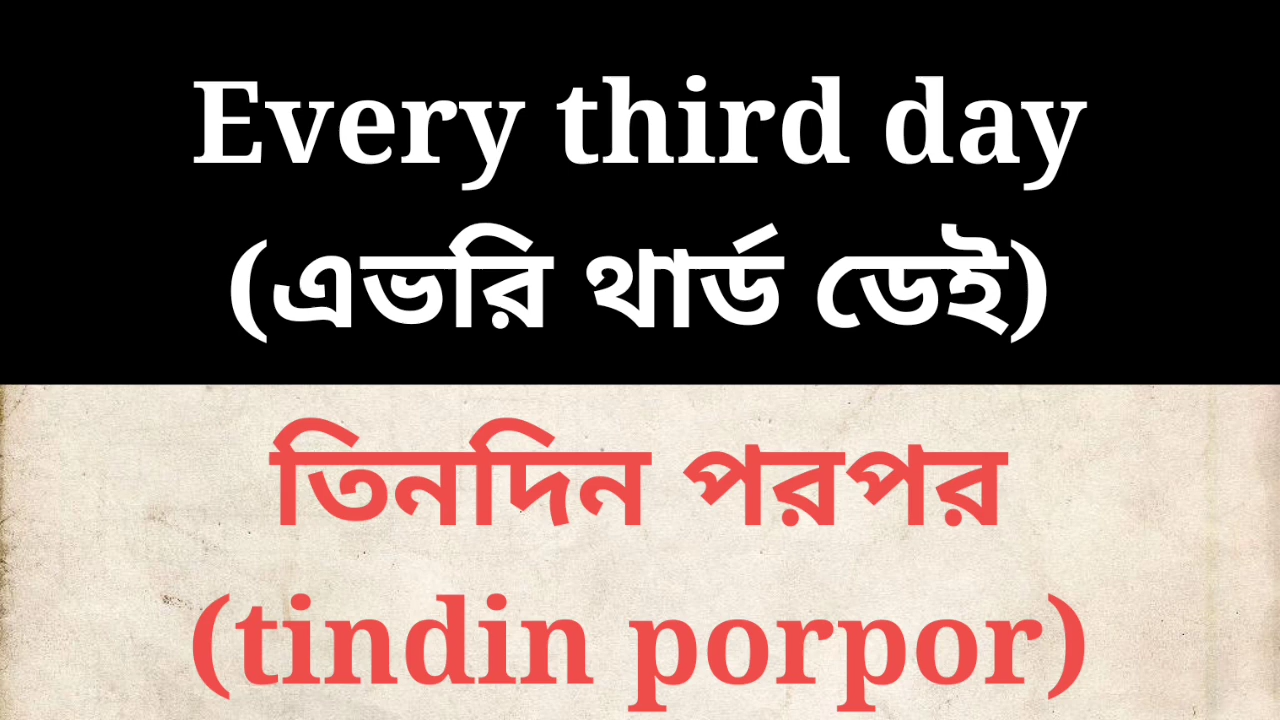 Every third day
(এভরি থার্ড ডেই)
তিনদিন পরপর
(tindin porpor)